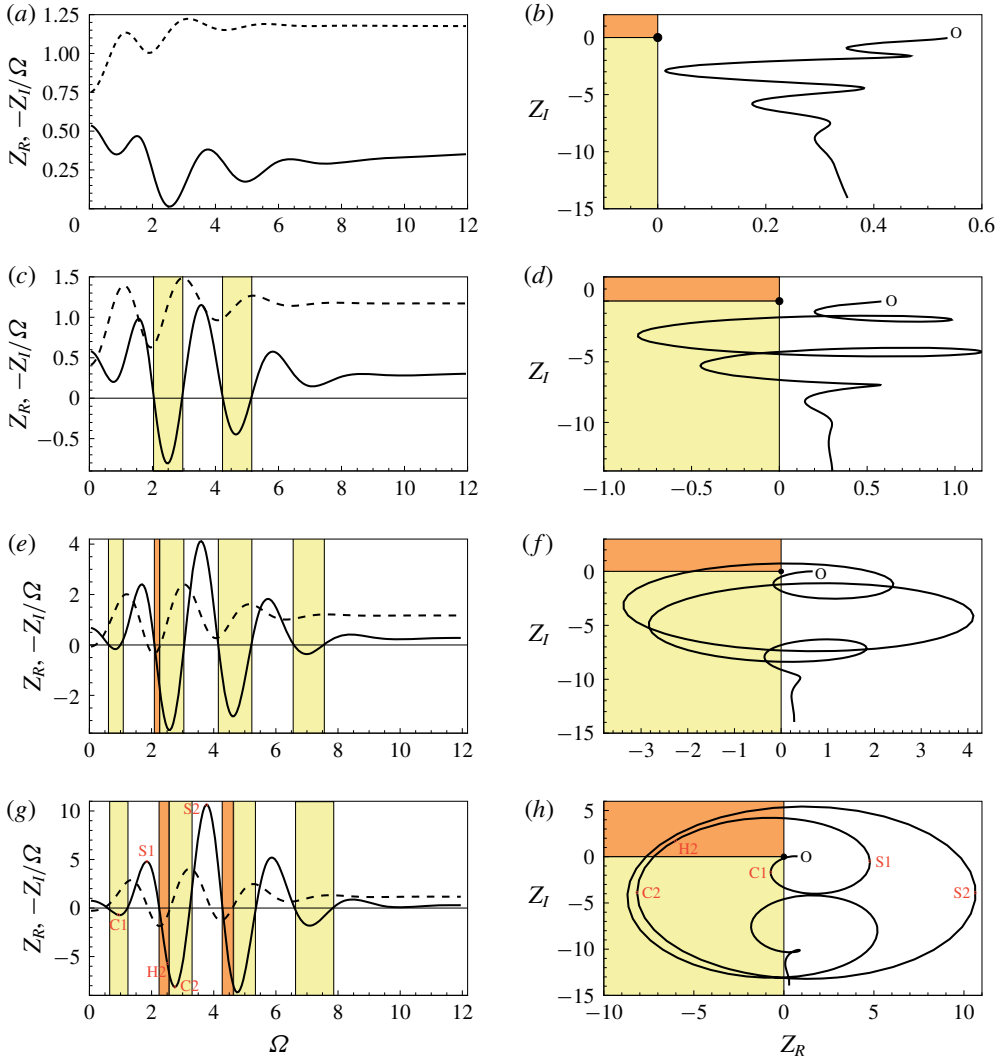 (a)
1.25
1.00
0.75
0.50
0.25
0
Z_R, −Z_I/Ω
0 2 4 6 8 10 12
(b)
0
−5
−10
−15
Z_I
O
0 0.2 0.4 0.6
(c)
1.5
1.0
0.5
0
−0.5
Z_R, −Z_I/Ω
0 2 4 6 8 10 12
(d)
0
−5
−10
Z_I
O
−1.0 −0.5 0 0.5 1.0
(e)
4
2
0
−2
Z_R, −Z_I/Ω
0 2 4 6 8 10 12
(f)
0
−5
−10
−15
Z_I
O
−3 −2 −1 0 1 2 3 4
(g)
10
5
0
−5
Z_R, −Z_I/Ω
S1
S2
C1
H2
C2
0 2 4 6 8 10 12
Ω
(h)
5
0
−5
−10
−15
Z_I
H2
O
C1
S1
C2
S2
−10 −5 0 5 10
Z_R